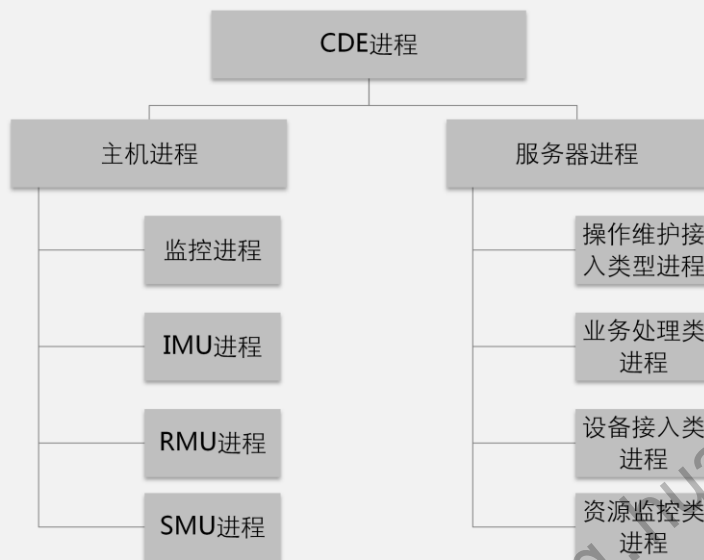 CDE进程
主机进程
服务器进程
监控进程
IMU进程
RMU进程
SMU进程
操作维护接
入类型进程
业务处理类
进程
设备接入类
进程
资源监控类
进程